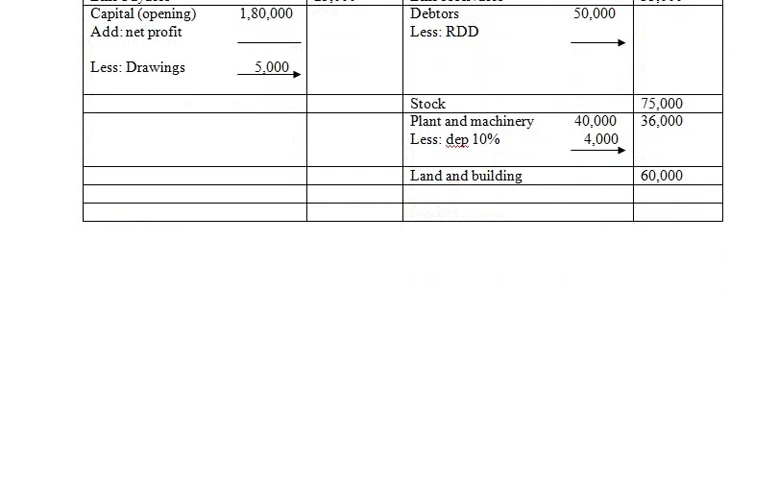 Capital (opening) 1,80,000 Debtors 50,000
Add: net profit Less: RDD
Less: Drawings 5,000
Stock 75,000
Plant and machinery 40,000 36,000
Less: dep 10% 4,000
Land and building 60,000